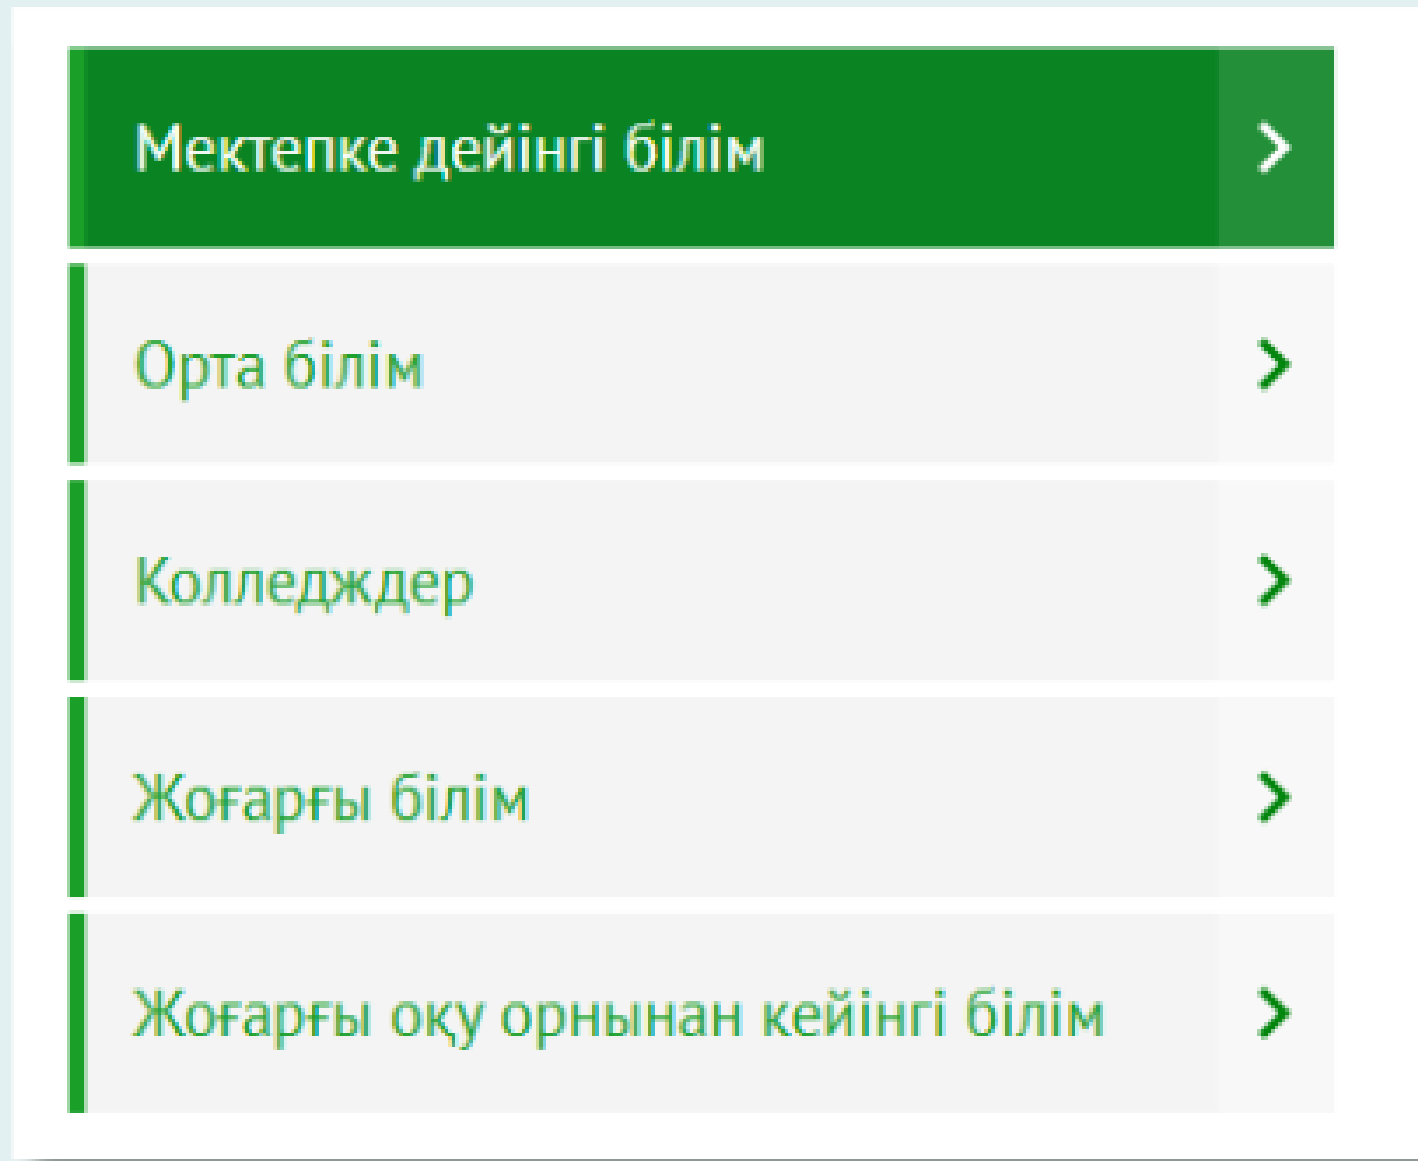 Мектепке дейінгі білім
Орта білім
Колледждер
Жоғарғы білім
Жоғарғы оқу орнынан кейінгі білім